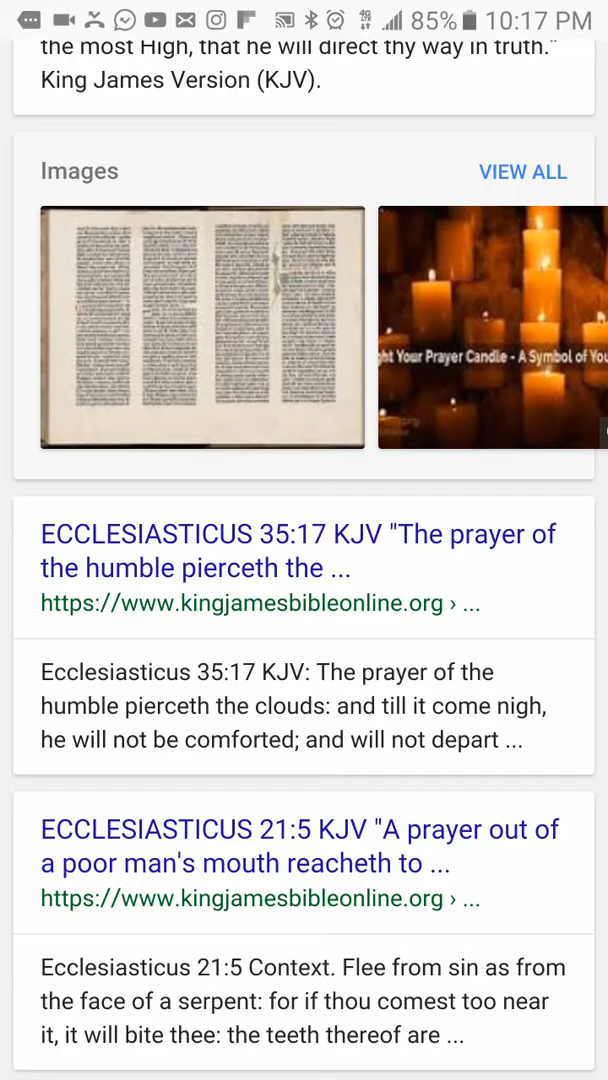 85% 10:17 PM
the most High, that he will direct thy way in truth."
King James Version (KJV).
Images
VIEW ALL
Your Prayer Candle - A Symbol of
ECCLESIASTICUS 35:17 KJV "The prayer of
the humble pierceth the ...
https://www.kingjamesbibleonline.org › ...
Ecclesiasticus 35:17 KJV: The prayer of the
humble pierceth the clouds: and till it come nigh,
he will not be comforted; and will not depart ...
ECCLESIASTICUS 21:5 KJV "A prayer out of
a poor man's mouth reacheth to ...
https://www.kingjamesbibleonline.org › ...
Ecclesiasticus 21:5 Context. Flee from sin as from
the face of a serpent: for if thou comest too near
it, it will bite thee: the teeth thereof are ...